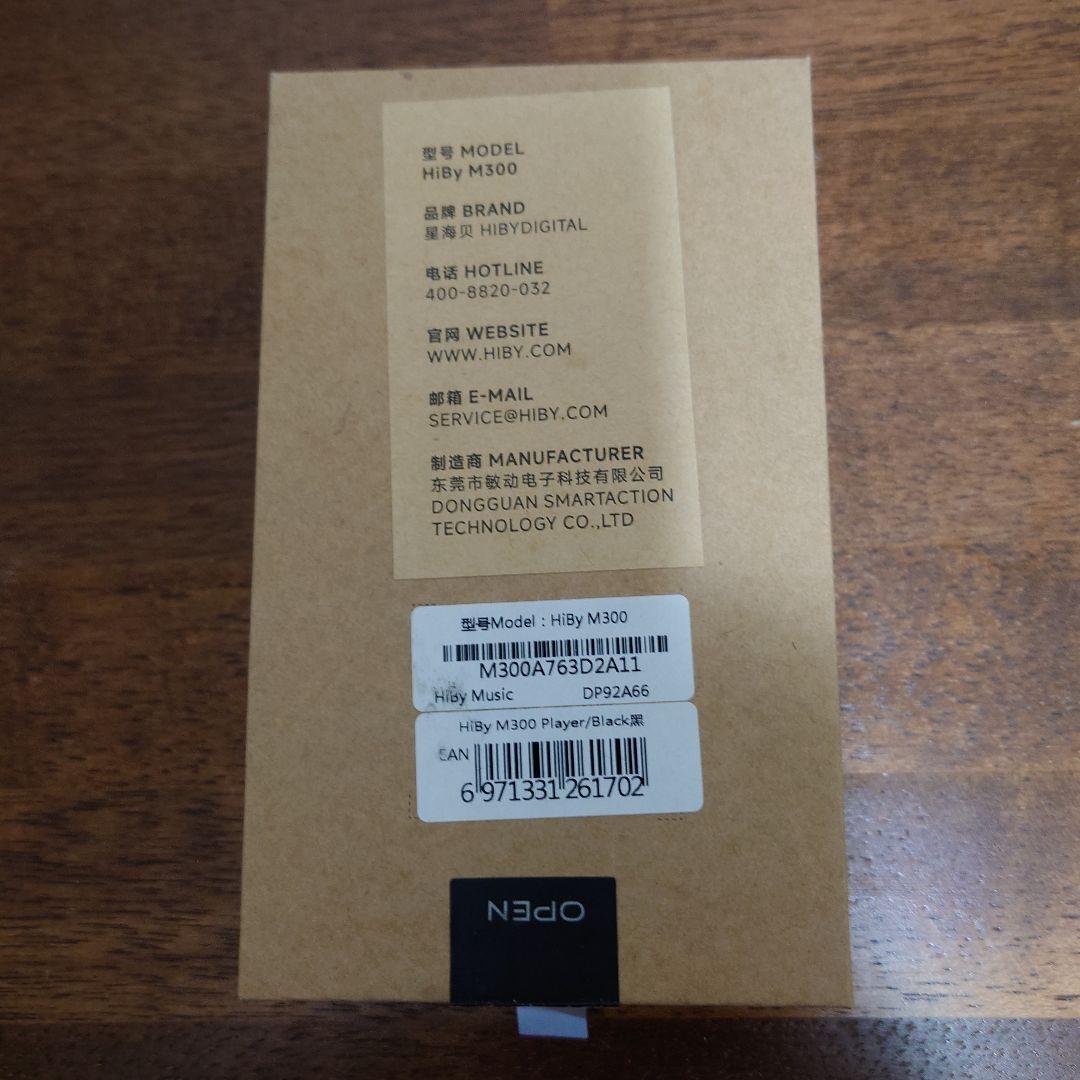 型号 MODEL
HiBy M300
品牌 BRAND
星海贝 HIBYDIGITAL
电话 HOTLINE
400-8820-032
官网 WEBSITE
WWW.HIBY.COM
邮箱 E-MAIL
SERVICE@HIBY.COM
制造商 MANUFACTURER
东莞市敏动电子科技有限公司
DONGGUAN SMARTACTION
TECHNOLOGY CO.,LTD
型号Model : HiBy M300
M300A763D2A11
HiBy Music DP92A66
HiBy M300 Player/Black黑
EAN
6 971331 261702
OPEN